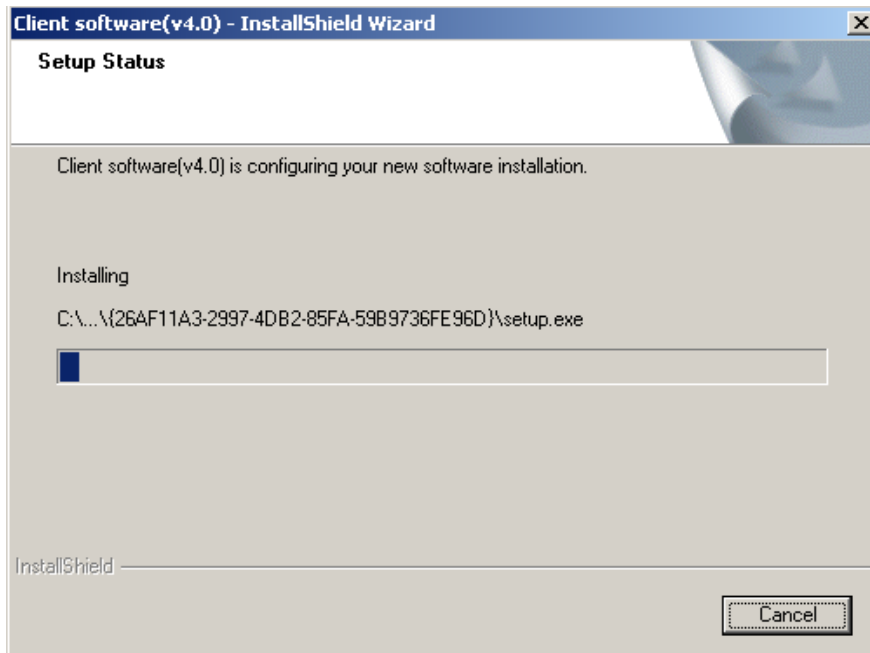 Client software(v4.0) - InstallShield Wizard
Setup Status
Client software(v4.0) is configuring your new software installation.
Installing
C:\...\{26AF11A3-2997-4DB2-85FA-59B9736FE96D}\setup.exe
InstallShield
Cancel